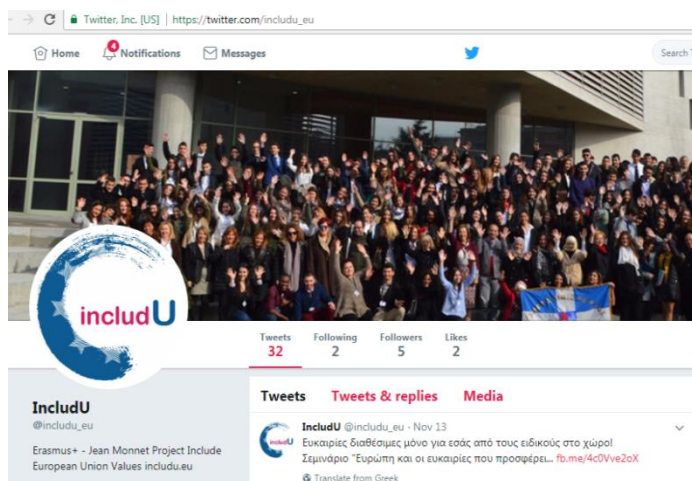 Twitter, Inc. [US] | https://twitter.com/includu_eu
Home 4 Notifications Messages Search
includU
Tweets Following Followers Likes
32 2 5 2
Tweets Tweets & replies Media
IncludU
@includu_eu
Erasmus+ - Jean Monnet Project Include
European Union Values includu.eu
includU
IncludU @includu_eu · Nov 13
Ευκαιρίες διαθέσιμες μόνο για εσάς από τους ειδικούς στο χώρο!
Σεμινάριο "Ευρώπη και οι ευκαιρίες που προσφέρει... fb.me/4c0Vve2oX
Translate from Greek